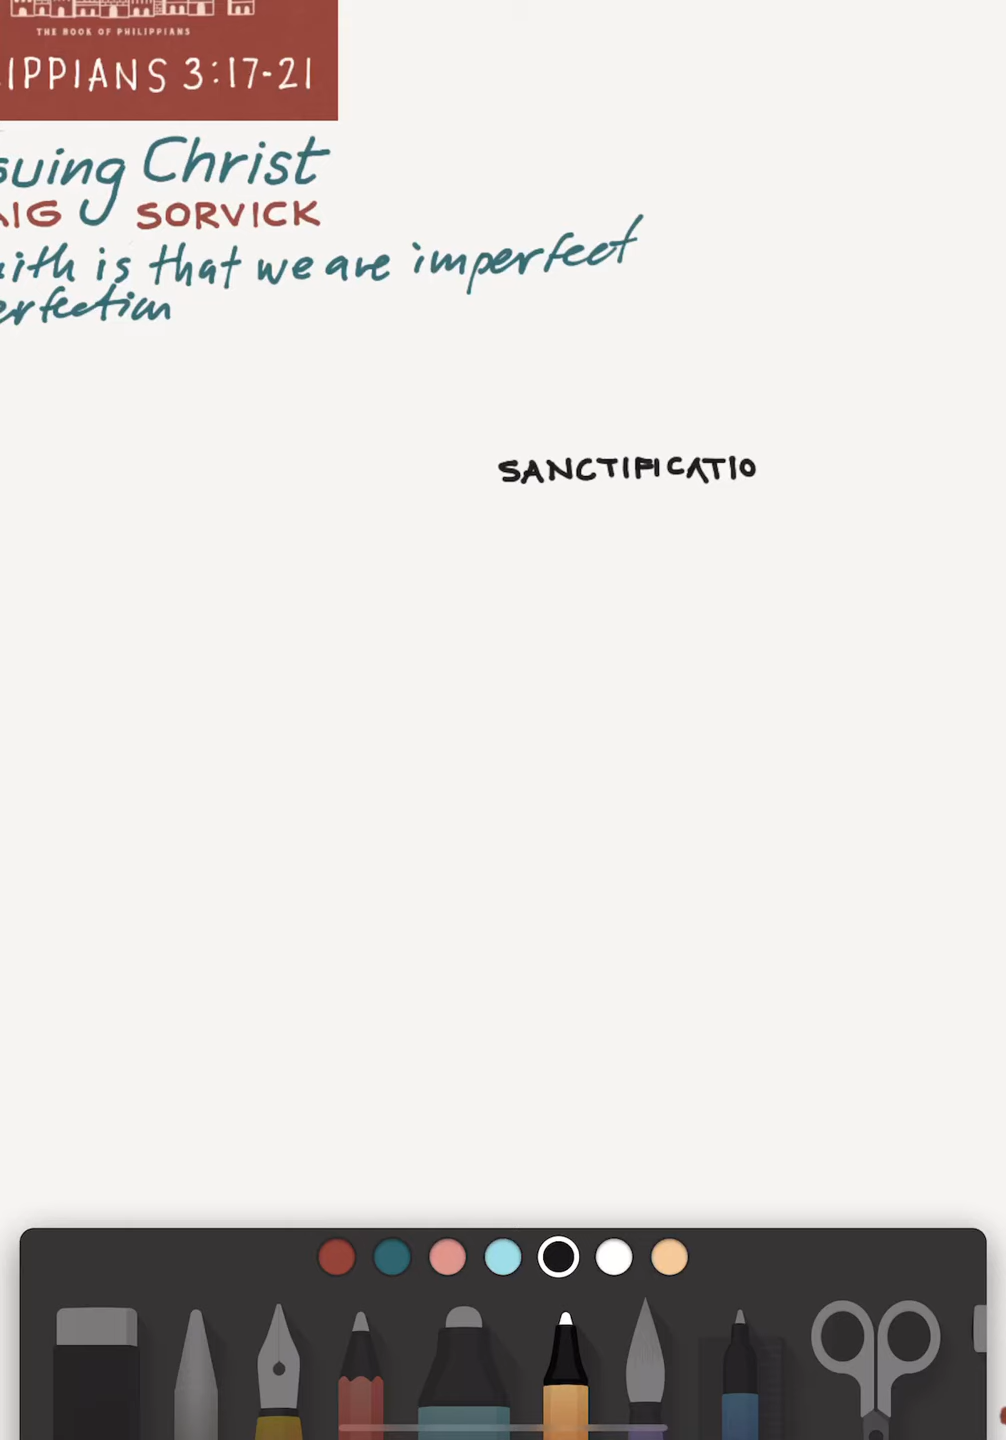 THE BOOK OF PHILIPPIANS
IPPIANS 3:17-21
suing Christ
AIG SORVICK
ith is that we are imperfect
erfection
SANCTIFICATIO